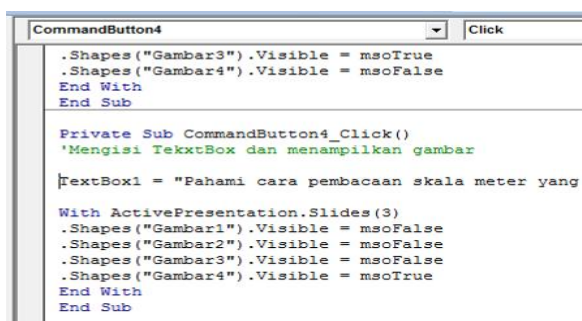 CommandButton4 Click
.Shapes("Gambar3").Visible = msoTrue
.Shapes("Gambar4").Visible = msoFalse
End With
End Sub
Private Sub CommandButton4_Click()
'Mengisi TekxtBox dan menampilkan gambar
TextBox1 = "Pahami cara pembacaan skala meter yang
With ActivePresentation.Slides(3)
.Shapes("Gambar1").Visible = msoFalse
.Shapes("Gambar2").Visible = msoFalse
.Shapes("Gambar3").Visible = msoFalse
.Shapes("Gambar4").Visible = msoTrue
End With
End Sub